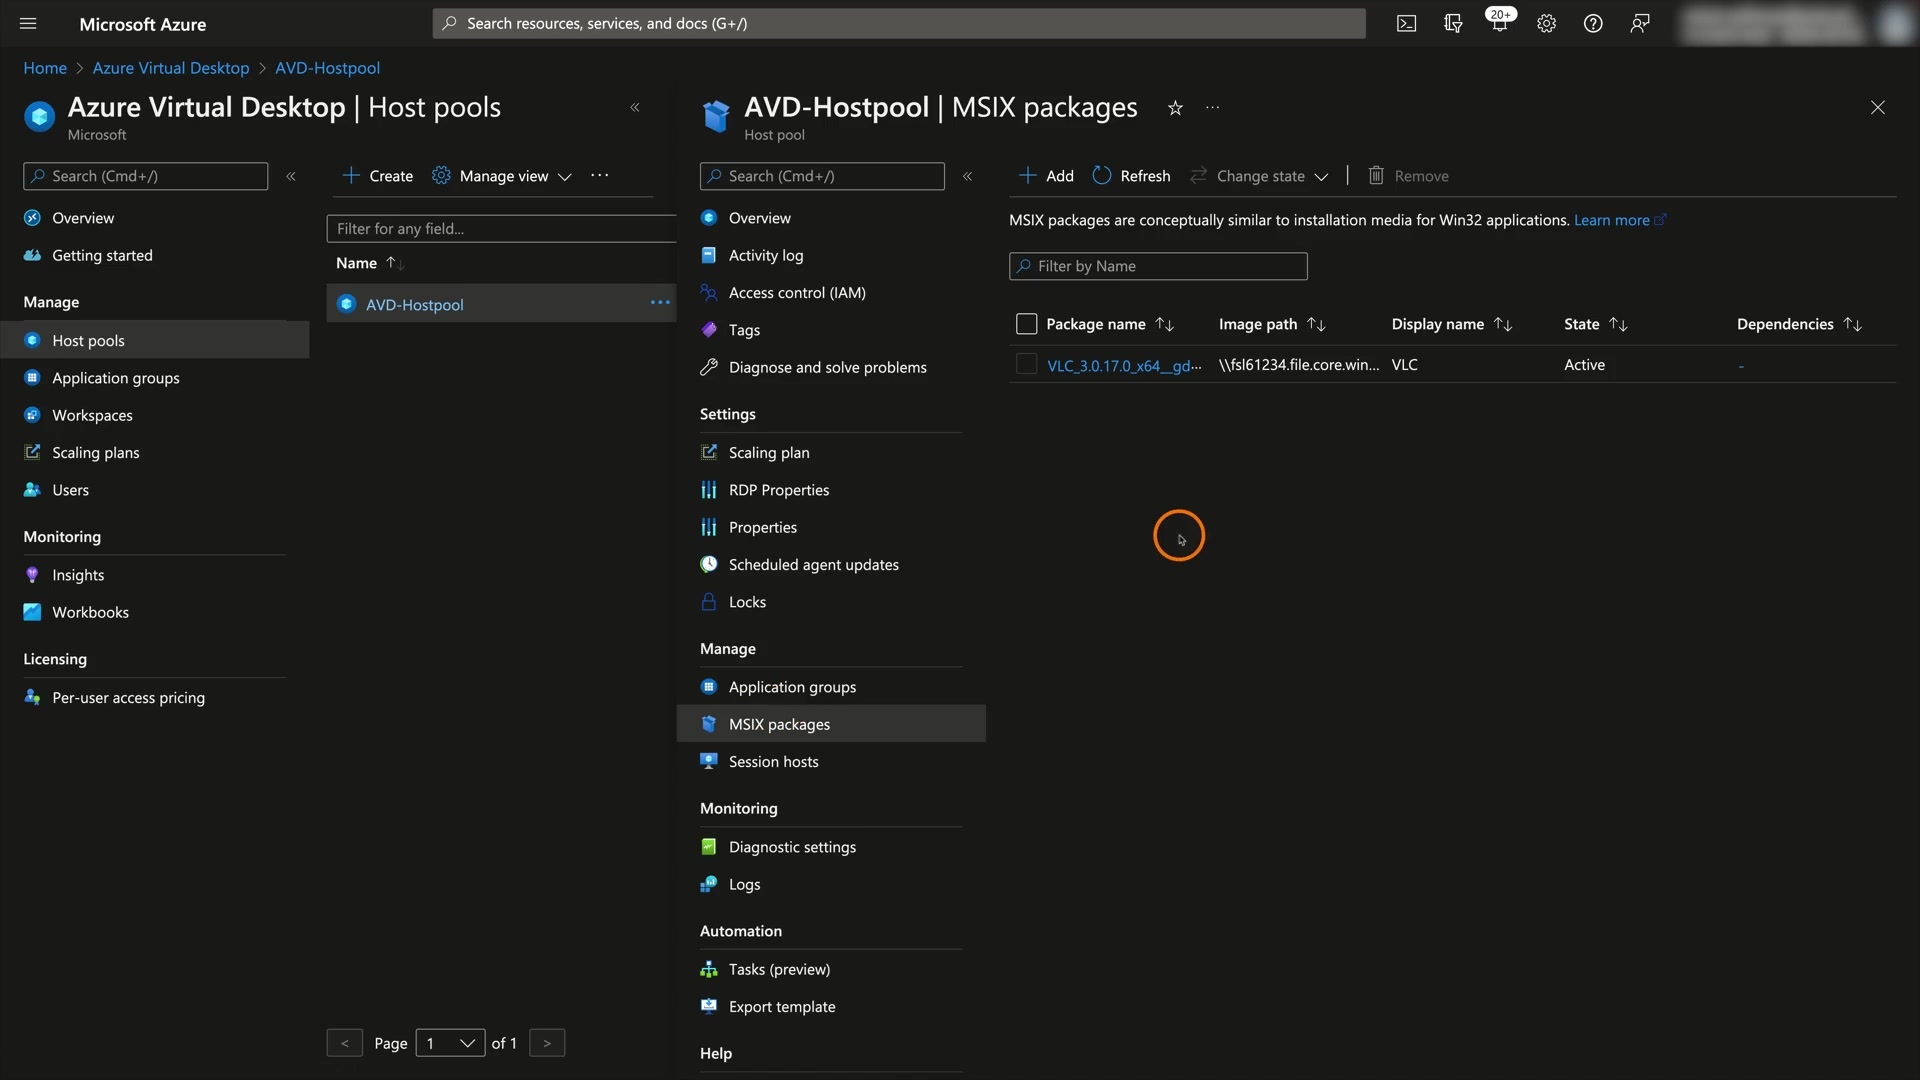 Microsoft Azure
Search resources, services, and docs (G+/)
20+
Home > Azure Virtual Desktop > AVD-Hostpool
Azure Virtual Desktop | Host pools
Microsoft
Search (Cmd+/)
Overview
Getting started
Manage
Host pools
Application groups
Workspaces
Scaling plans
Users
Monitoring
Insights
Workbooks
Licensing
Per-user access pricing
Create
Manage view
Filter for any field...
Name
AVD-Hostpool
< Page 1 of 1 >
AVD-Hostpool | MSIX packages
Host pool
Search (Cmd+/)
Overview
Activity log
Access control (IAM)
Tags
Diagnose and solve problems
Settings
Scaling plan
RDP Properties
Properties
Scheduled agent updates
Locks
Manage
Application groups
MSIX packages
Session hosts
Monitoring
Diagnostic settings
Logs
Automation
Tasks (preview)
Export template
Help
Add Refresh Change state Remove
MSIX packages are conceptually similar to installation media for Win32 applications. Learn more
Filter by Name
Package name Image path Display name State Dependencies
VLC_3.0.17.0_x64__gd... \\fsl61234.file.core.win... VLC Active -